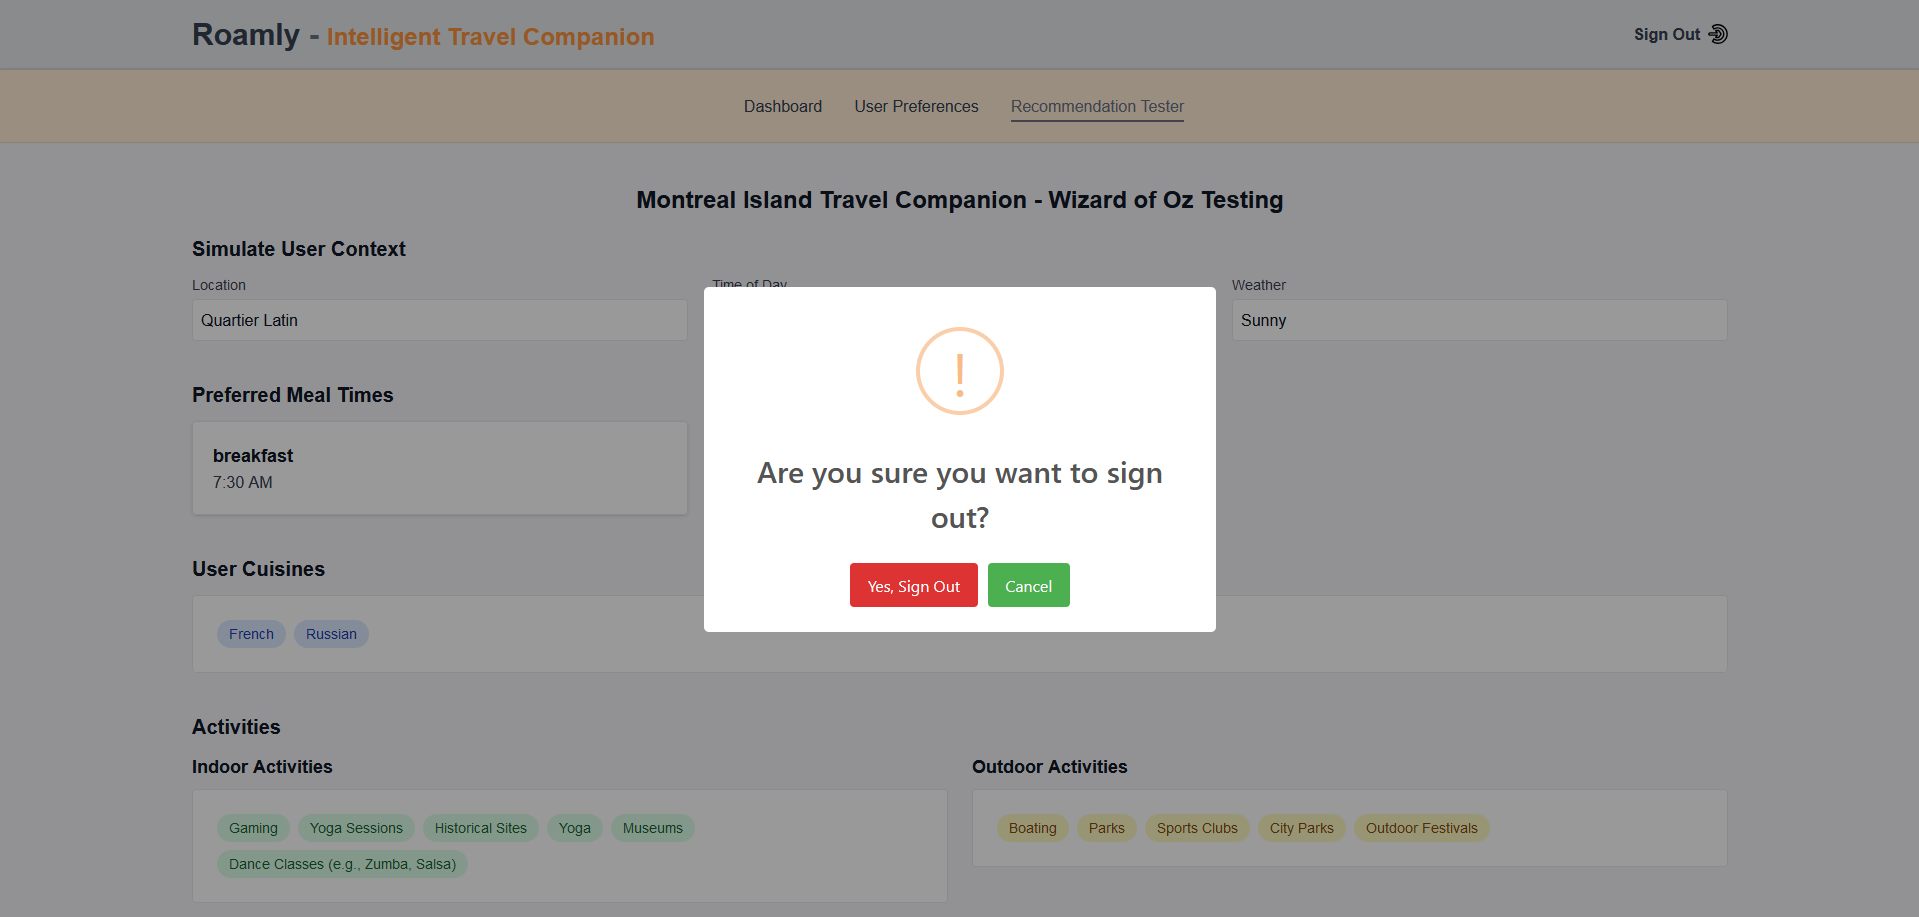 Roamly - Intelligent Travel Companion
Sign Out
Dashboard User Preferences Recommendation Tester
Montreal Island Travel Companion - Wizard of Oz Testing
Simulate User Context
Location Time of Day Weather
Quartier Latin Sunny
Preferred Meal Times
breakfast
7:30 AM
!
Are you sure you want to sign
out?
Yes, Sign Out Cancel
User Cuisines
French Russian
Activities
Indoor Activities
Gaming Yoga Sessions Historical Sites Yoga Museums
Dance Classes (e.g., Zumba, Salsa)
Outdoor Activities
Boating Parks Sports Clubs City Parks Outdoor Festivals